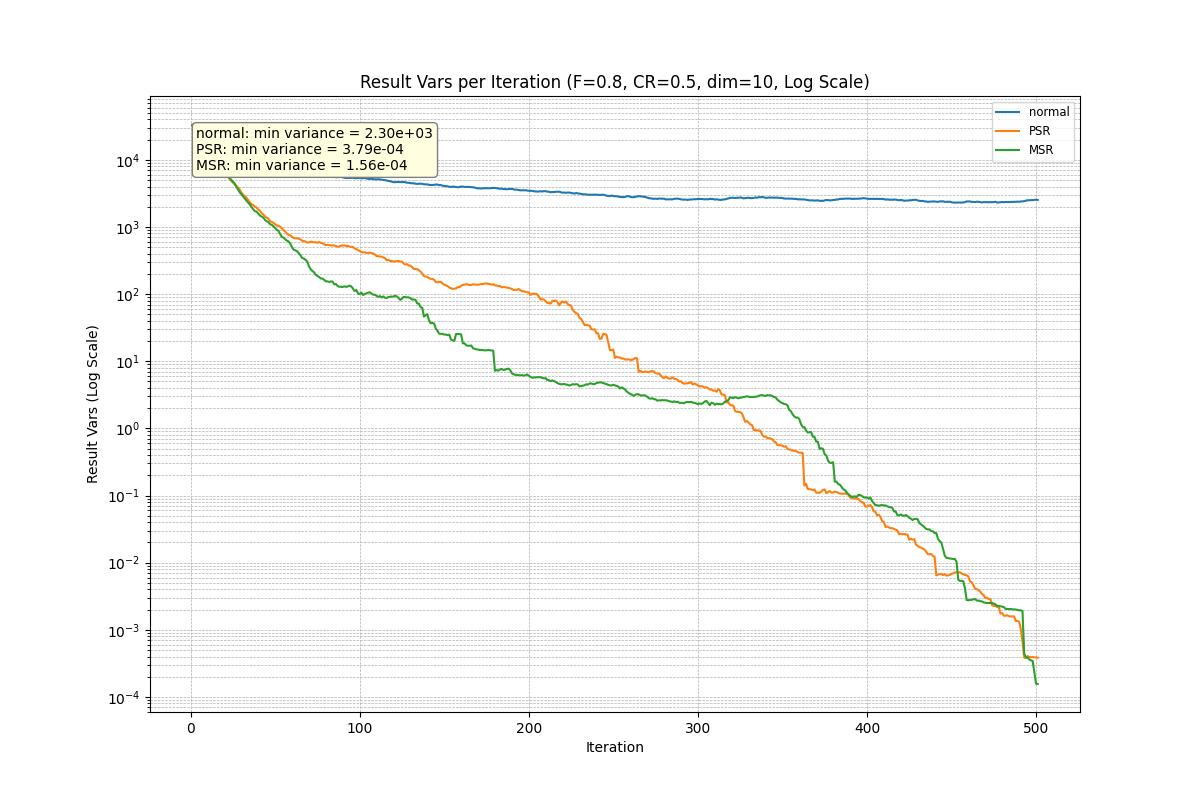 Result Vars per Iteration (F=0.8, CR=0.5, dim=10, Log Scale)
normal: min variance = 2.30e+03
PSR: min variance = 3.79e-04
MSR: min variance = 1.56e-04
normal
PSR
MSR
Result Vars (Log Scale)
10⁴
10³
10²
10¹
10⁰
10⁻¹
10⁻²
10⁻³
10⁻⁴
0 100 200 300 400 500
Iteration